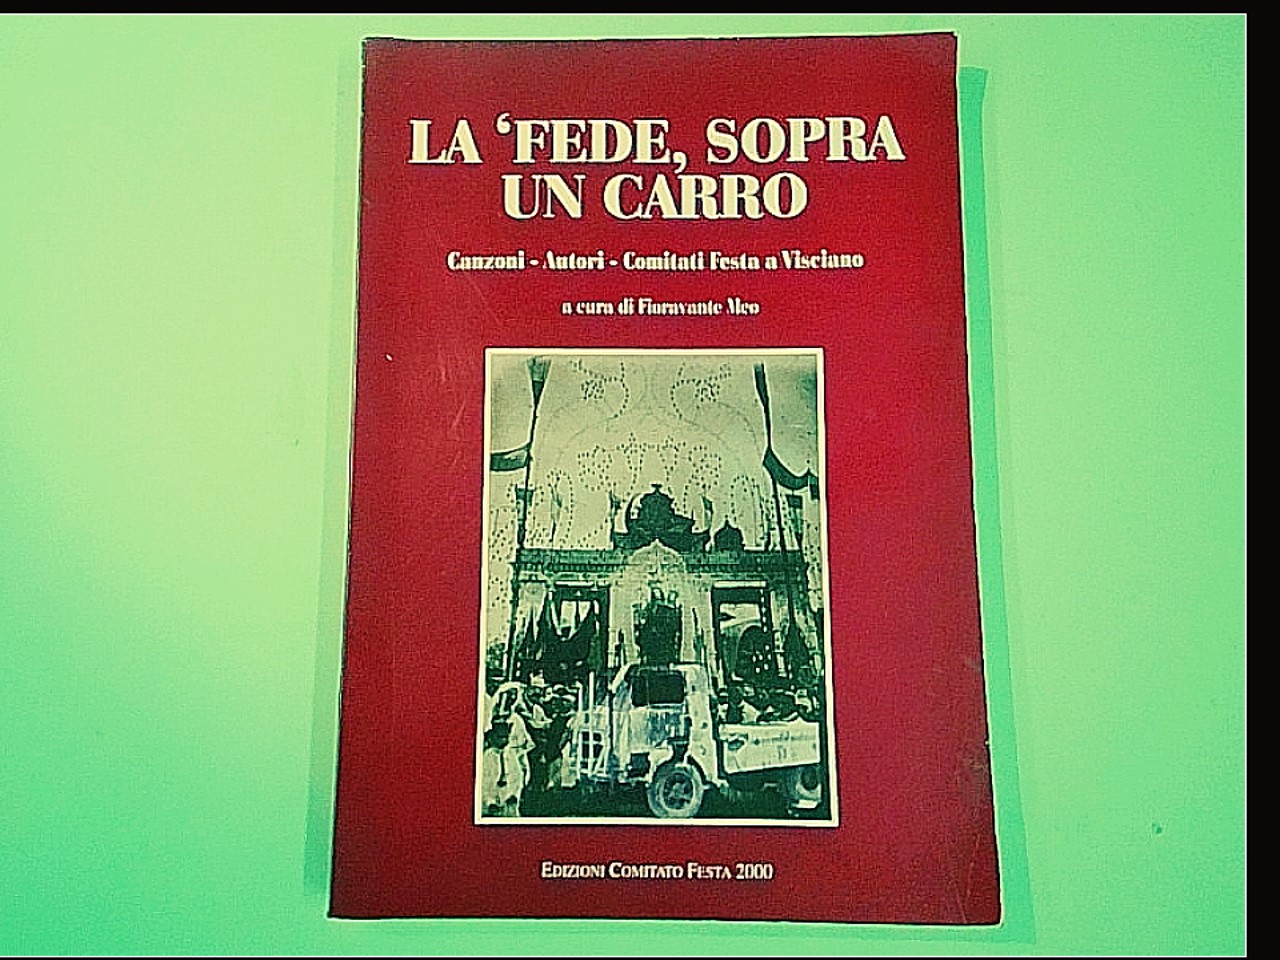 LA ‘FEDE, SOPRA
UN CARRO
Canzoni - Autori - Comitati Festa a Visciano
a cura di Fioravante Meo
EDIZIONI COMITATO FESTA 2000